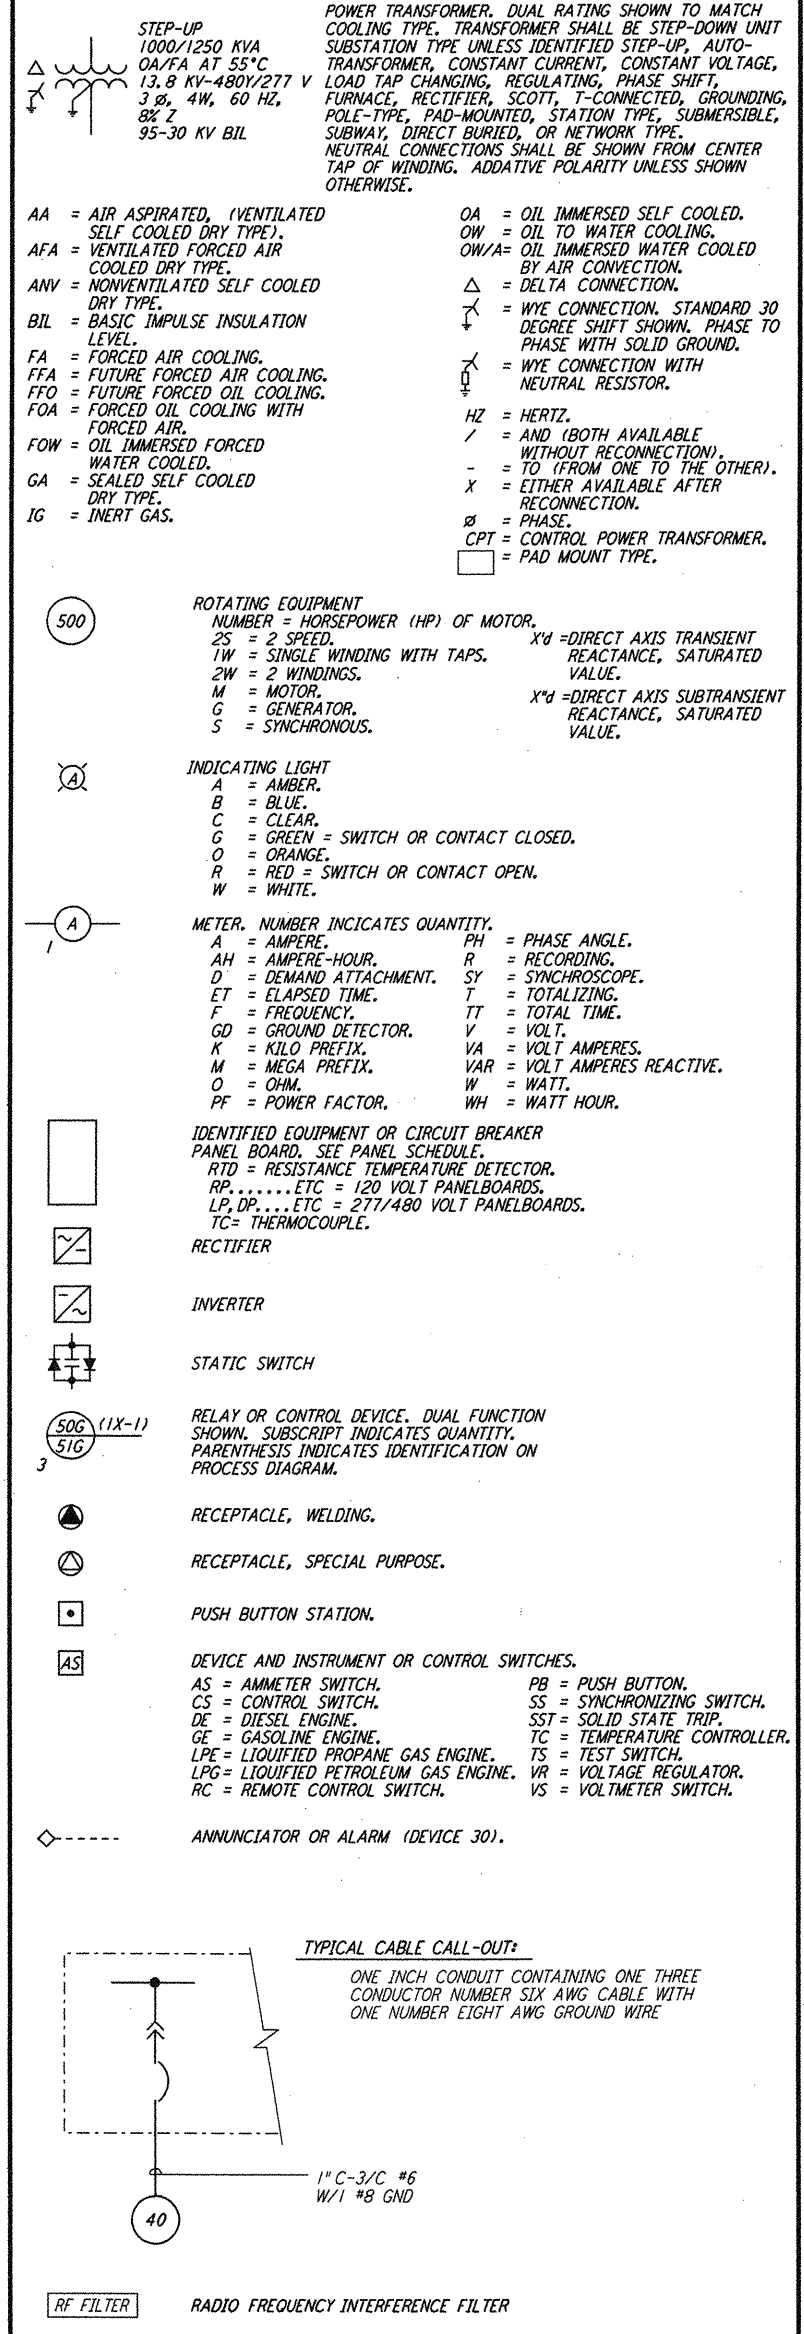 STEP-UP
1000/1250 KVA
OA/FA AT 55°C
13.8 KV-480Y/277 V
3 Ø, 4W, 60 HZ,
8% Z
95-30 KV BIL
POWER TRANSFORMER. DUAL RATING SHOWN TO MATCH
COOLING TYPE. TRANSFORMER SHALL BE STEP-DOWN UNIT
SUBSTATION TYPE UNLESS IDENTIFIED STEP-UP, AUTO-
TRANSFORMER, CONSTANT CURRENT, CONSTANT VOLTAGE,
LOAD TAP CHANGING, REGULATING, PHASE SHIFT,
FURNACE, RECTIFIER, SCOTT, T-CONNECTED, GROUNDING,
POLE-TYPE, PAD-MOUNTED, STATION TYPE, SUBMERSIBLE,
SUBWAY, DIRECT BURIED, OR NETWORK TYPE.
NEUTRAL CONNECTIONS SHALL BE SHOWN FROM CENTER
TAP OF WINDING. ADDATIVE POLARITY UNLESS SHOWN
OTHERWISE.
AA = AIR ASPIRATED, (VENTILATED
SELF COOLED DRY TYPE).
AFA = VENTILATED FORCED AIR
COOLED DRY TYPE.
ANV = NONVENTILATED SELF COOLED
DRY TYPE.
BIL = BASIC IMPULSE INSULATION
LEVEL.
FA = FORCED AIR COOLING.
FFA = FUTURE FORCED AIR COOLING.
FFO = FUTURE FORCED OIL COOLING.
FOA = FORCED OIL COOLING WITH
FORCED AIR.
FOW = OIL IMMERSED FORCED
WATER COOLED.
GA = SEALED SELF COOLED
DRY TYPE.
IG = INERT GAS.
OA = OIL IMMERSED SELF COOLED.
OW = OIL TO WATER COOLING.
OW/A= OIL IMMERSED WATER COOLED
BY AIR CONVECTION.
= DELTA CONNECTION.
= WYE CONNECTION. STANDARD 30
DEGREE SHIFT SHOWN. PHASE TO
PHASE WITH SOLID GROUND.
= WYE CONNECTION WITH
NEUTRAL RESISTOR.
HZ = HERTZ.
/ = AND (BOTH AVAILABLE
WITHOUT RECONNECTION).
- = TO (FROM ONE TO THE OTHER).
X = EITHER AVAILABLE AFTER
RECONNECTION.
Ø = PHASE.
CPT = CONTROL POWER TRANSFORMER.
= PAD MOUNT TYPE.
500
ROTATING EQUIPMENT
NUMBER = HORSEPOWER (HP) OF MOTOR.
2S = 2 SPEED.
1W = SINGLE WINDING WITH TAPS.
2W = 2 WINDINGS.
M = MOTOR.
G = GENERATOR.
S = SYNCHRONOUS.
X'd =DIRECT AXIS TRANSIENT
REACTANCE, SATURATED
VALUE.
X"d =DIRECT AXIS SUBTRANSIENT
REACTANCE, SATURATED
VALUE.
A
INDICATING LIGHT
A = AMBER.
B = BLUE.
C = CLEAR.
G = GREEN = SWITCH OR CONTACT CLOSED.
O = ORANGE.
R = RED = SWITCH OR CONTACT OPEN.
W = WHITE.
A
1
METER. NUMBER INCICATES QUANTITY.
A = AMPERE.
AH = AMPERE-HOUR.
D = DEMAND ATTACHMENT.
ET = ELAPSED TIME.
F = FREQUENCY.
GD = GROUND DETECTOR.
K = KILO PREFIX.
M = MEGA PREFIX.
O = OHM.
PF = POWER FACTOR.
PH = PHASE ANGLE.
R = RECORDING.
SY = SYNCHROSCOPE.
T = TOTALIZING.
TT = TOTAL TIME.
V = VOLT.
VA = VOLT AMPERES.
VAR = VOLT AMPERES REACTIVE.
W = WATT.
WH = WATT HOUR.
IDENTIFIED EQUIPMENT OR CIRCUIT BREAKER
PANEL BOARD. SEE PANEL SCHEDULE.
RTD = RESISTANCE TEMPERATURE DETECTOR.
RP.......ETC = 120 VOLT PANELBOARDS.
LP,DP....ETC = 277/480 VOLT PANELBOARDS.
TC= THERMOCOUPLE.
RECTIFIER
INVERTER
STATIC SWITCH
50G (1X-1)
51G
3
RELAY OR CONTROL DEVICE. DUAL FUNCTION
SHOWN. SUBSCRIPT INDICATES QUANTITY.
PARENTHESIS INDICATES IDENTIFICATION ON
PROCESS DIAGRAM.
RECEPTACLE, WELDING.
RECEPTACLE, SPECIAL PURPOSE.
PUSH BUTTON STATION.
AS
DEVICE AND INSTRUMENT OR CONTROL SWITCHES.
AS = AMMETER SWITCH.
CS = CONTROL SWITCH.
DE = DIESEL ENGINE.
GE = GASOLINE ENGINE.
LPE = LIQUIFIED PROPANE GAS ENGINE.
LPG = LIQUIFIED PETROLEUM GAS ENGINE.
RC = REMOTE CONTROL SWITCH.
PB = PUSH BUTTON.
SS = SYNCHRONIZING SWITCH.
SST = SOLID STATE TRIP.
TC = TEMPERATURE CONTROLLER.
TS = TEST SWITCH.
VR = VOLTAGE REGULATOR.
VS = VOLTMETER SWITCH.
ANNUNCIATOR OR ALARM (DEVICE 30).
TYPICAL CABLE CALL-OUT:
ONE INCH CONDUIT CONTAINING ONE THREE
CONDUCTOR NUMBER SIX AWG CABLE WITH
ONE NUMBER EIGHT AWG GROUND WIRE
1" C-3/C #6
W/1 #8 GND
40
RF FILTER
RADIO FREQUENCY INTERFERENCE FILTER